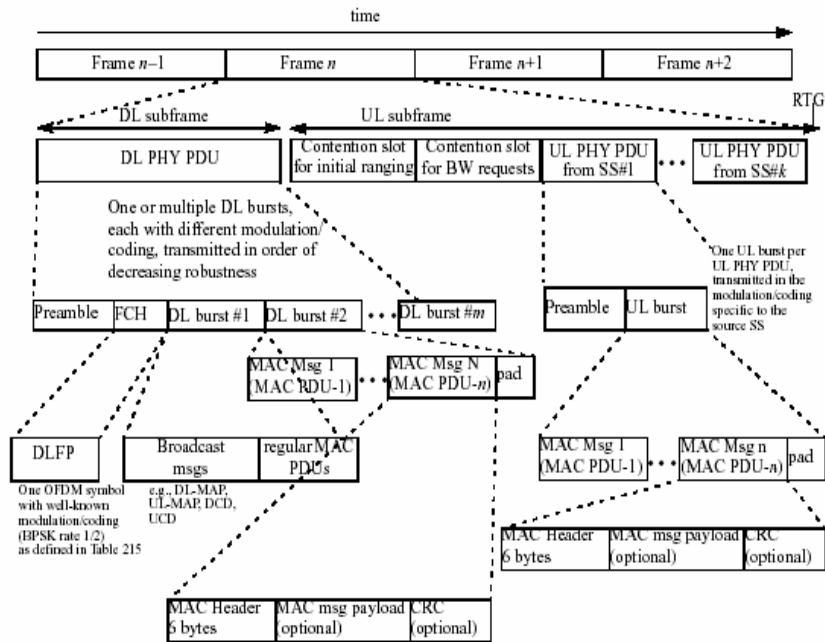 time
Frame n–1
Frame n
Frame n+1
Frame n+2
RTG
DL subframe
UL subframe
DL PHY PDU
Contention slot
for initial ranging
Contention slot
for BW requests
UL PHY PDU
from SS#1
UL PHY PDU
from SS#k
One or multiple DL bursts,
each with different modulation/
coding, transmitted in order of
decreasing robustness
One UL burst per
UL PHY PDU,
transmitted in the
modulation/coding
specific to the
source SS
Preamble
FCH
DL burst #1
DL burst #2
DL burst #m
Preamble
UL burst
MAC Msg 1
(MAC PDU-1)
MAC Msg N
(MAC PDU-n)
pad
DLFP
Broadcast
msgs
regular MAC
PDUs
MAC Msg 1
(MAC PDU-1)
MAC Msg n
(MAC PDU-n)
pad
One OFDM symbol
with well-known
modulation/coding
(BPSK rate 1/2)
as defined in Table 215
e.g., DL-MAP,
UL-MAP, DCD,
UCD
MAC Header
6 bytes
MAC msg payload
(optional)
CRC
(optional)
MAC Header
6 bytes
MAC msg payload
(optional)
CRC
(optional)